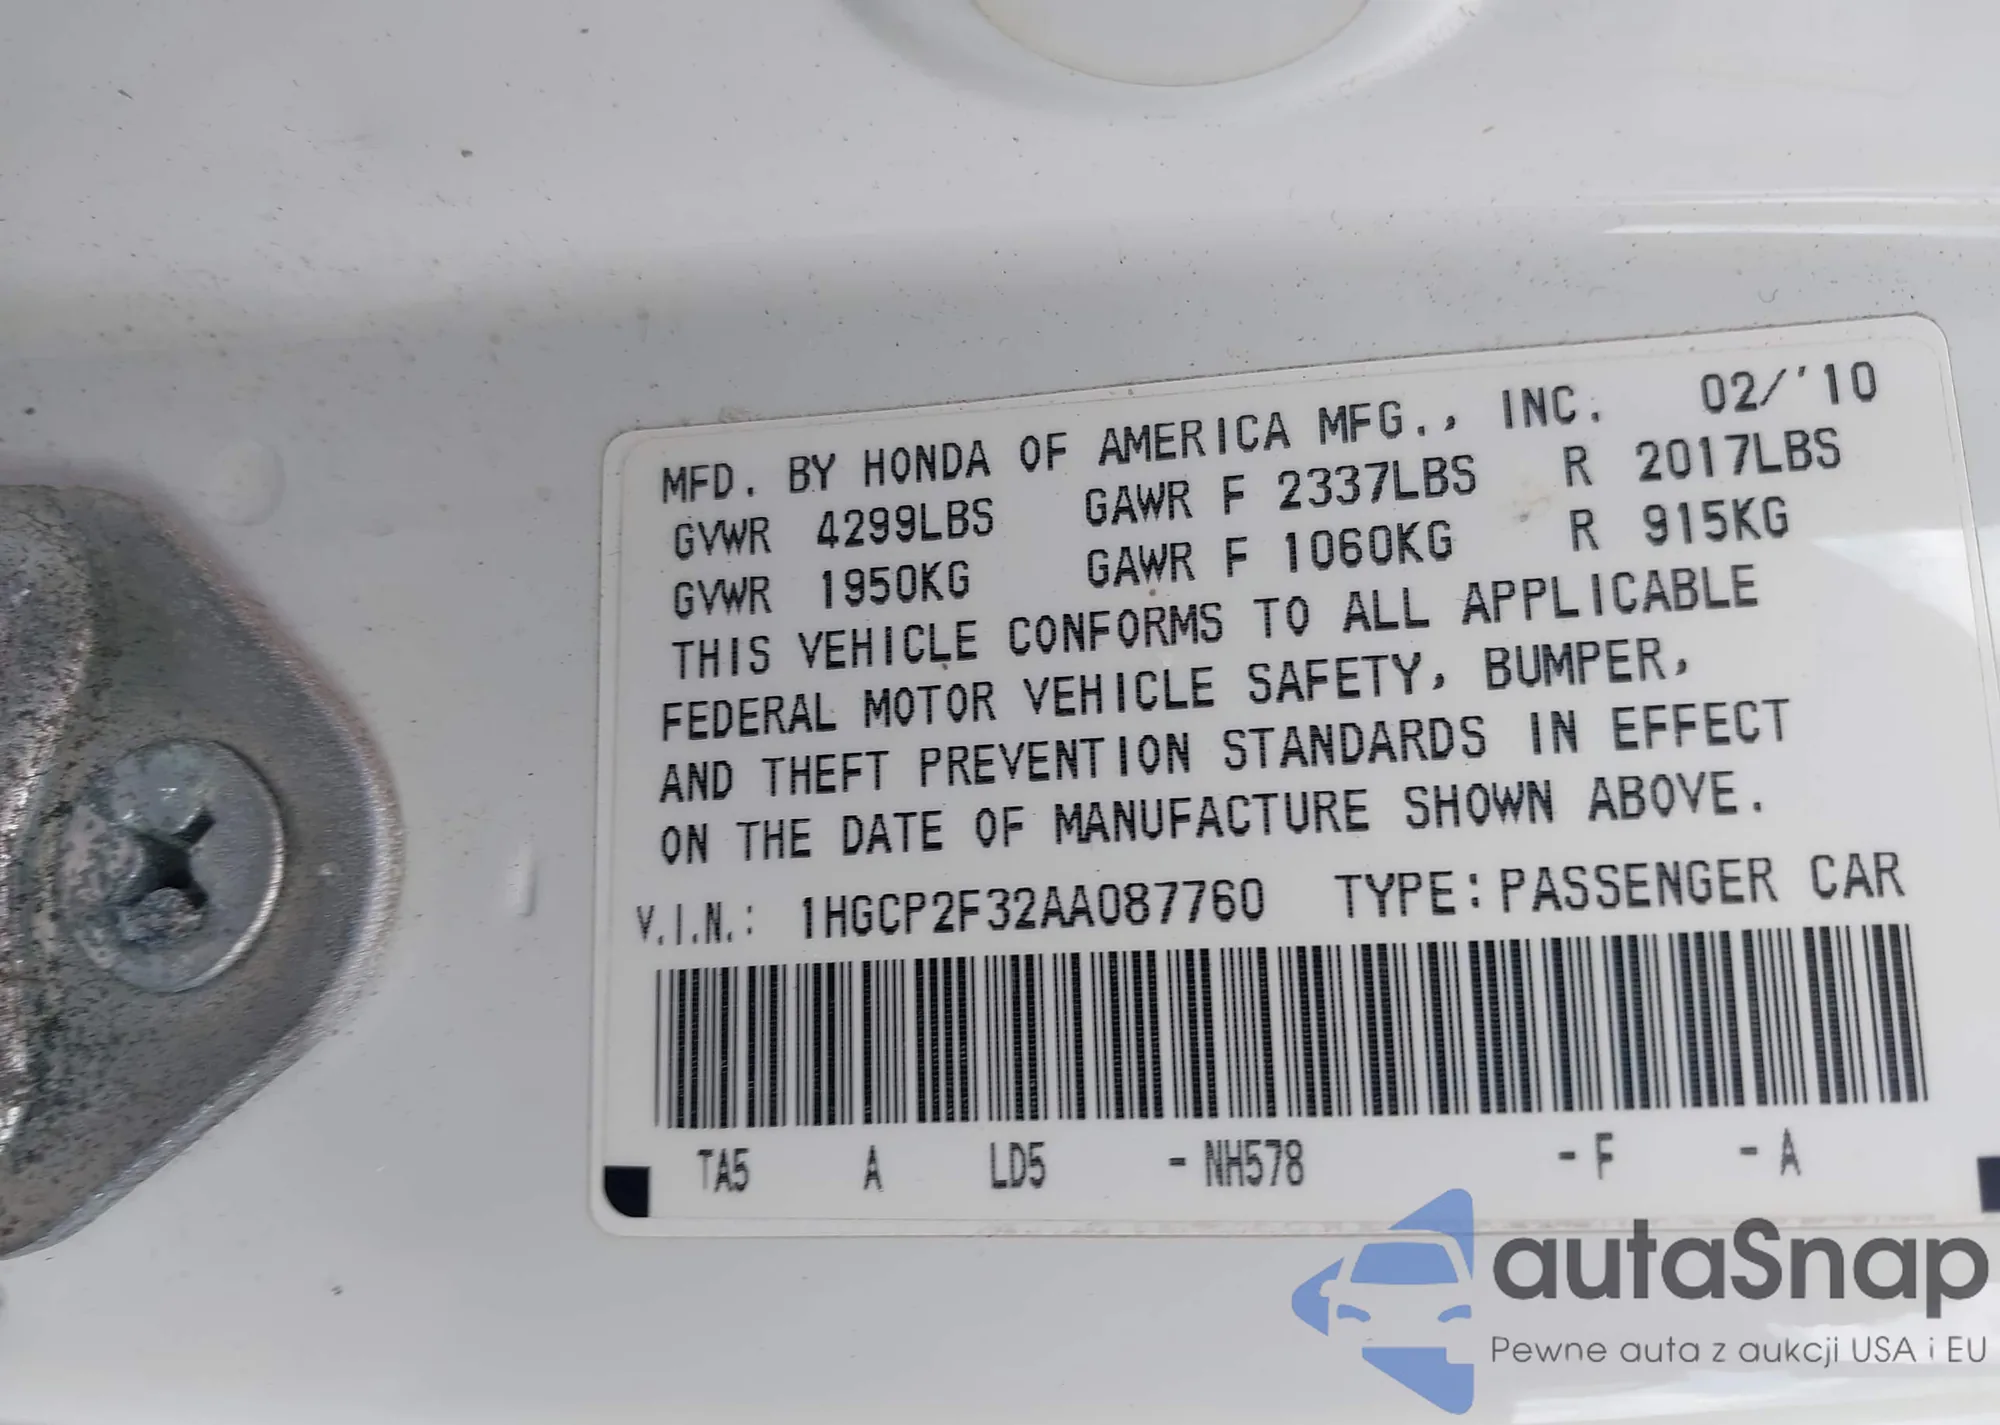 MFD. BY HONDA OF AMERICA MFG., INC. 02/'10
GVWR 4299LBS GAWR F 2337LBS R 2017LBS
GVWR 1950KG GAWR F 1060KG R 915KG
THIS VEHICLE CONFORMS TO ALL APPLICABLE
FEDERAL MOTOR VEHICLE SAFETY, BUMPER,
AND THEFT PREVENTION STANDARDS IN EFFECT
ON THE DATE OF MANUFACTURE SHOWN ABOVE.
V.I.N.: 1HGCP2F32AA087760 TYPE: PASSENGER CAR
TA5 A LD5 - NH578 - F - A
autaSnap
Pewne auta z aukcji USA i EU